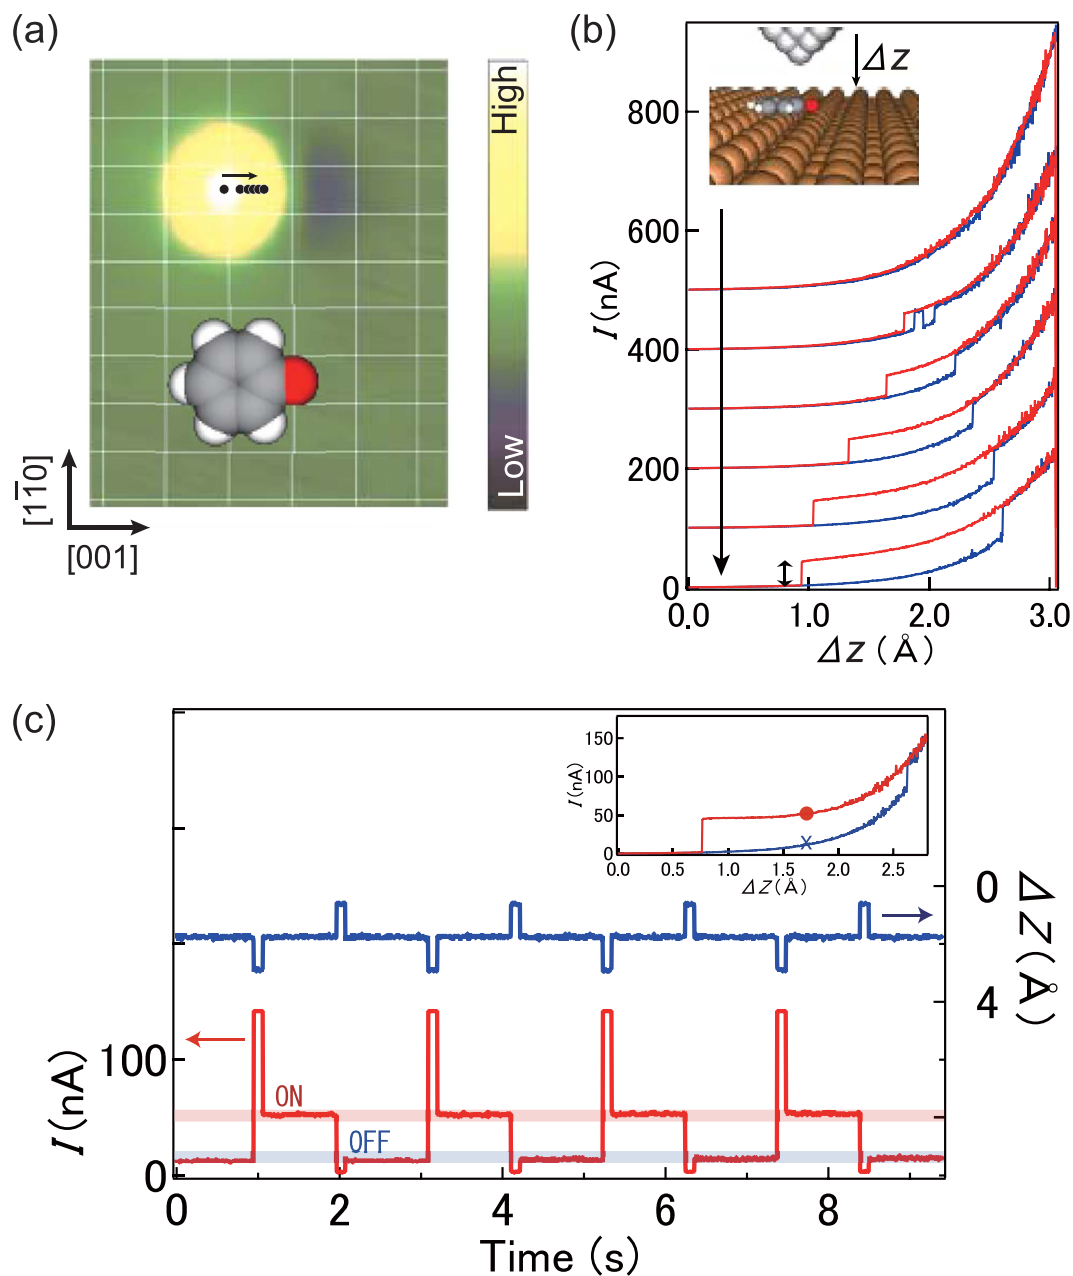 (a)
High
Low
[11̄0]
[001]
(b)
Δz
I (nA)
800
600
400
200
0
0.0 1.0 2.0 3.0
Δz (Å)
(c)
I (nA)
150
100
50
0
0.0 0.5 1.0 1.5 2.0 2.5
ΔZ (Å)
X
0
4
ΔZ (Å)
I (nA)
100
0
ON
OFF
0 2 4 6 8
Time (s)